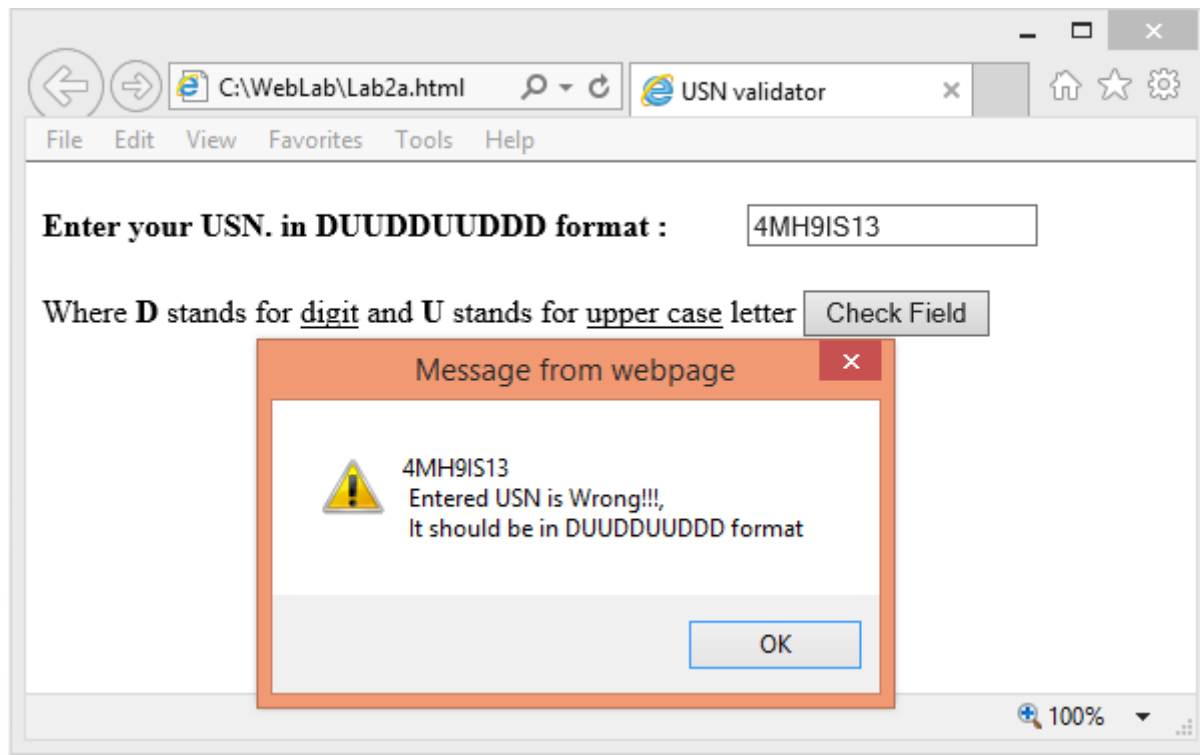 C:\WebLab\Lab2a.html
USN validator
File Edit View Favorites Tools Help
Enter your USN. in DUUDDUUDDD format : 4MH9IS13
Where D stands for digit and U stands for upper case letter Check Field
Message from webpage
4MH9IS13
Entered USN is Wrong!!!,
It should be in DUUDDUUDDD format
OK
100%